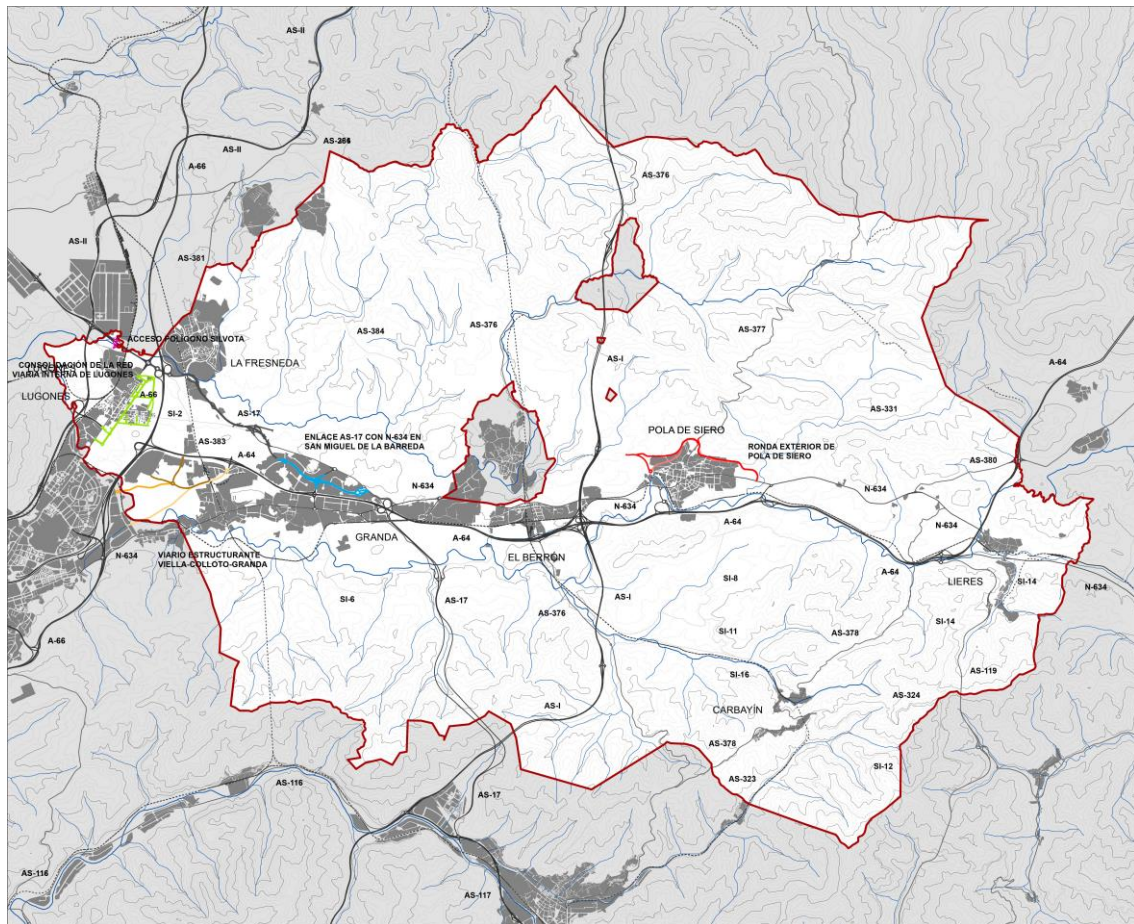 AS-II
AS-II
AS-II
A-66
AS-376
AS-II
AS-381
ACCESO POLÍGONO SILVOTA
CONSOLIDACIÓN DE LA RED
VIARIA INTERNA DE LUGONES
LUGONES
LA FRESNEDA
A-66
SI-2
AS-17
AS-383
A-64
AS-384
AS-376
AS-I
AS-377
A-64
AS-331
AS-380
ENLACE AS-17 CON N-634 EN
SAN MIGUEL DE LA BARREDA
POLA DE SIERO
RONDA EXTERIOR DE
POLA DE SIERO
N-634
N-634
N-634
N-634
N-634
VIARIO ESTRUCTURANTE
VIELLA-COLLOTO-GRANDA
GRANDA
A-64
EL BERRÓN
A-64
A-64
LIERES
SI-14
N-634
A-66
SI-6
AS-17
AS-376
AS-I
SI-8
SI-11
AS-378
SI-14
SI-16
AS-119
CARBAYÍN
AS-324
AS-I
AS-378
AS-323
SI-12
AS-116
AS-17
AS-116
AS-117